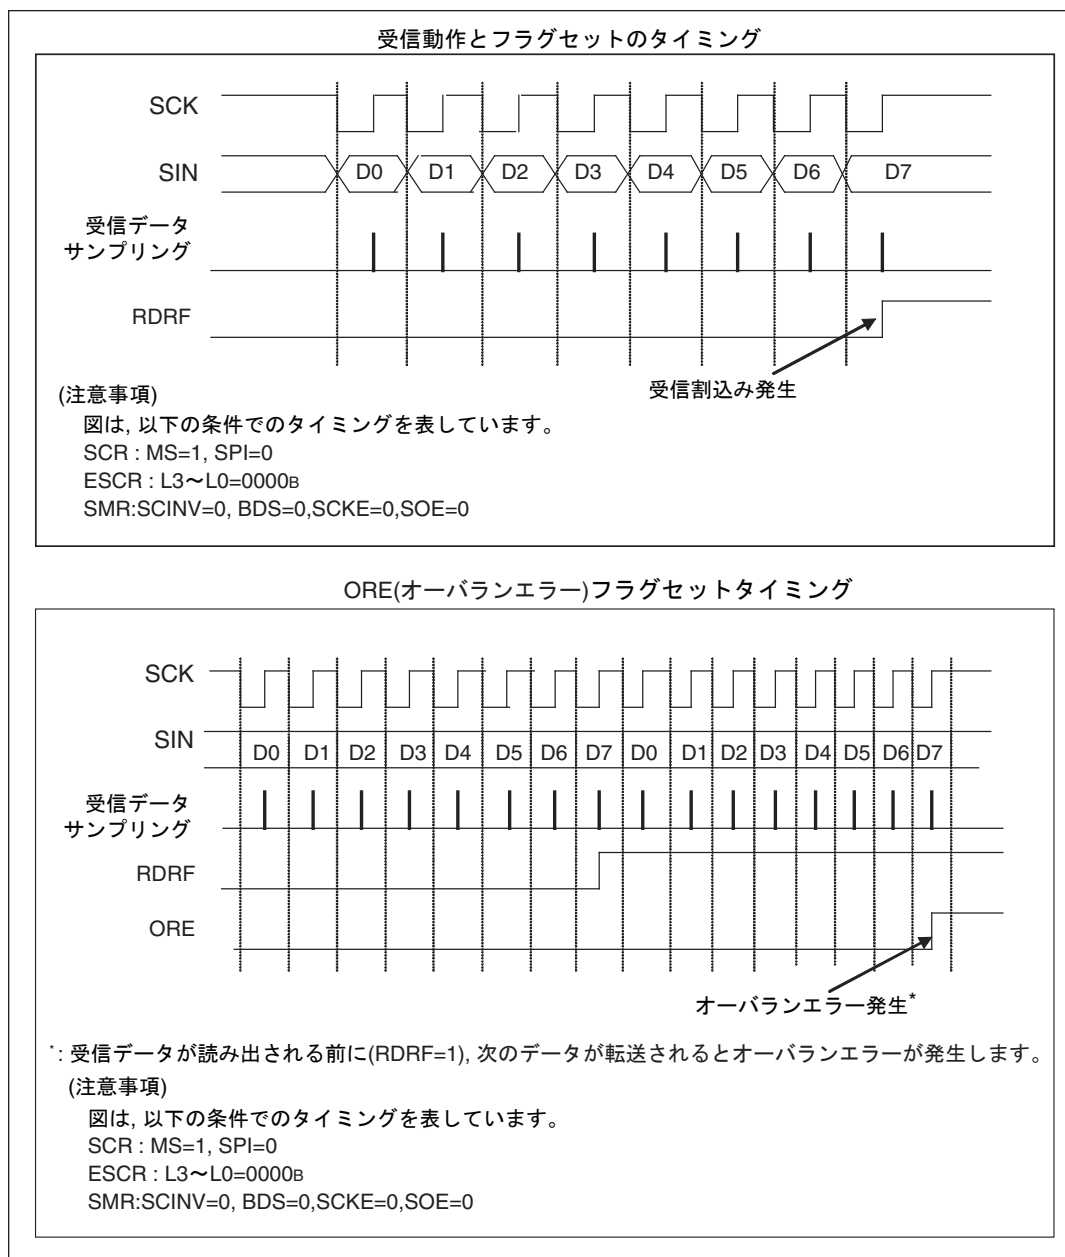 受信動作とフラグセットのタイミング
SCK
SIN D0 D1 D2 D3 D4 D5 D6 D7
受信データ
サンプリング
RDRF
受信割込み発生
(注意事項)
図は, 以下の条件でのタイミングを表しています。
SCR : MS=1, SPI=0
ESCR : L3〜L0=0000B
SMR:SCINV=0, BDS=0,SCKE=0,SOE=0
ORE(オーバランエラー)フラグセットタイミング
SCK
SIN D0 D1 D2 D3 D4 D5 D6 D7 D0 D1 D2 D3 D4 D5 D6 D7
受信データ
サンプリング
RDRF
ORE
オーバランエラー発生*
*: 受信データが読み出される前に(RDRF=1), 次のデータが転送されるとオーバランエラーが発生します。
(注意事項)
図は, 以下の条件でのタイミングを表しています。
SCR : MS=1, SPI=0
ESCR : L3〜L0=0000B
SMR:SCINV=0, BDS=0,SCKE=0,SOE=0